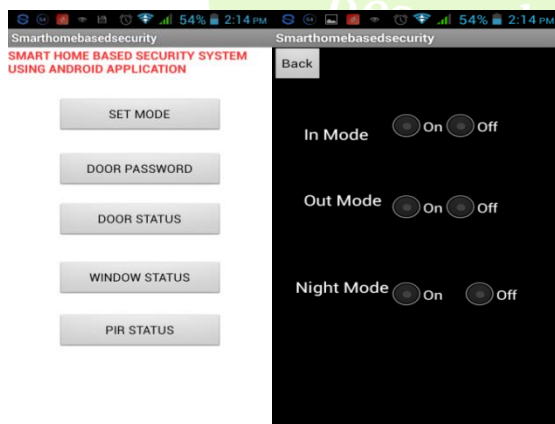 54% 2:14 PM
Smarthomebasedsecurity
SMART HOME BASED SECURITY SYSTEM
USING ANDROID APPLICATION
SET MODE
DOOR PASSWORD
DOOR STATUS
WINDOW STATUS
PIR STATUS
54% 2:14 PM
Smarthomebasedsecurity
Back
In Mode On Off
Out Mode On Off
Night Mode On Off